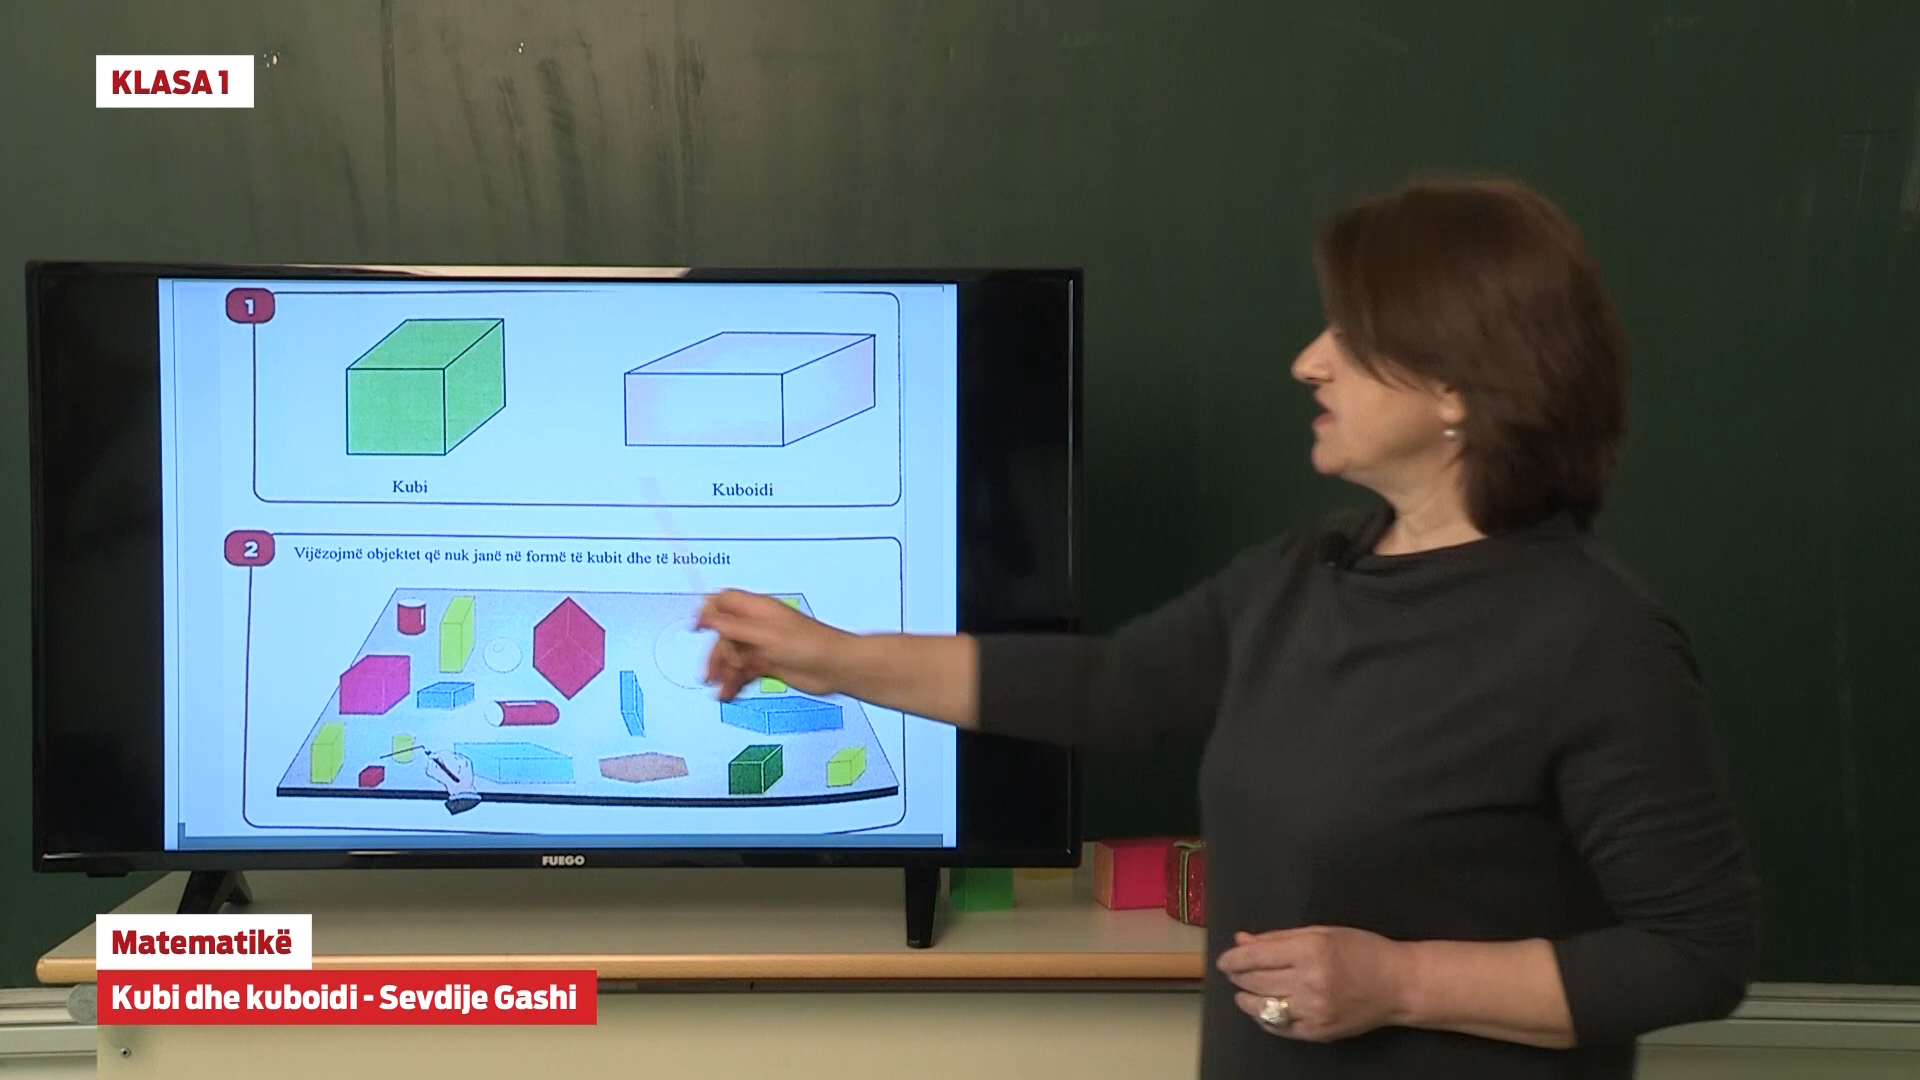 KLASA 1
1
Kubi
Kuboidi
2
Vijëzojmë objektet që nuk janë në formë të kubit dhe të kuboidit
FUEGO
Matematikë
Kubi dhe kuboidi - Sevdije Gashi